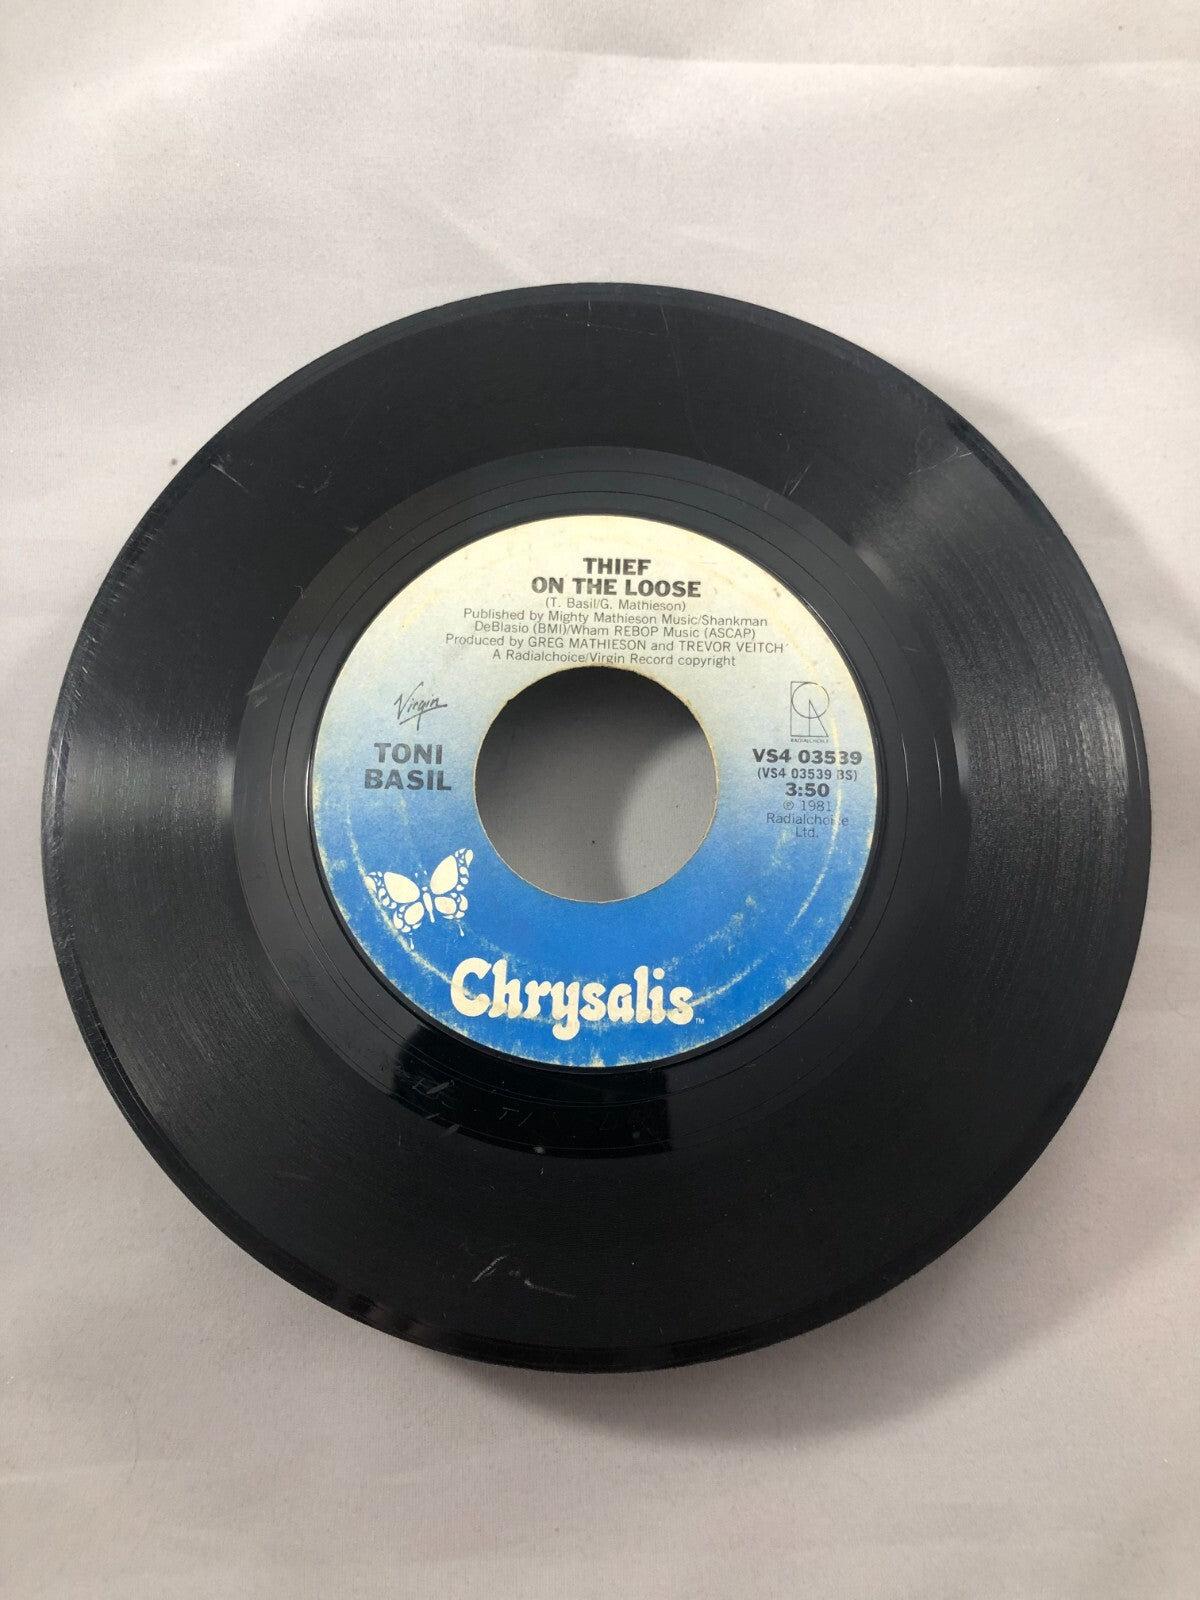 THIEF
ON THE LOOSE
(T. Basil/G. Mathieson)
Published by Mighty Mathieson Music/Shankman
DeBlasio (BMI)/Wham REBOP Music (ASCAP)
Produced by GREG MATHIESON and TREVOR VEITCH
A Radialchoice/Virgin Record copyright
Virgin
TONI
BASIL
RADIALCHOICE
VS4 03539
(VS4 03539 BS)
3:50
℗ 1981
Radialchoice
Ltd.
Chrysalis™